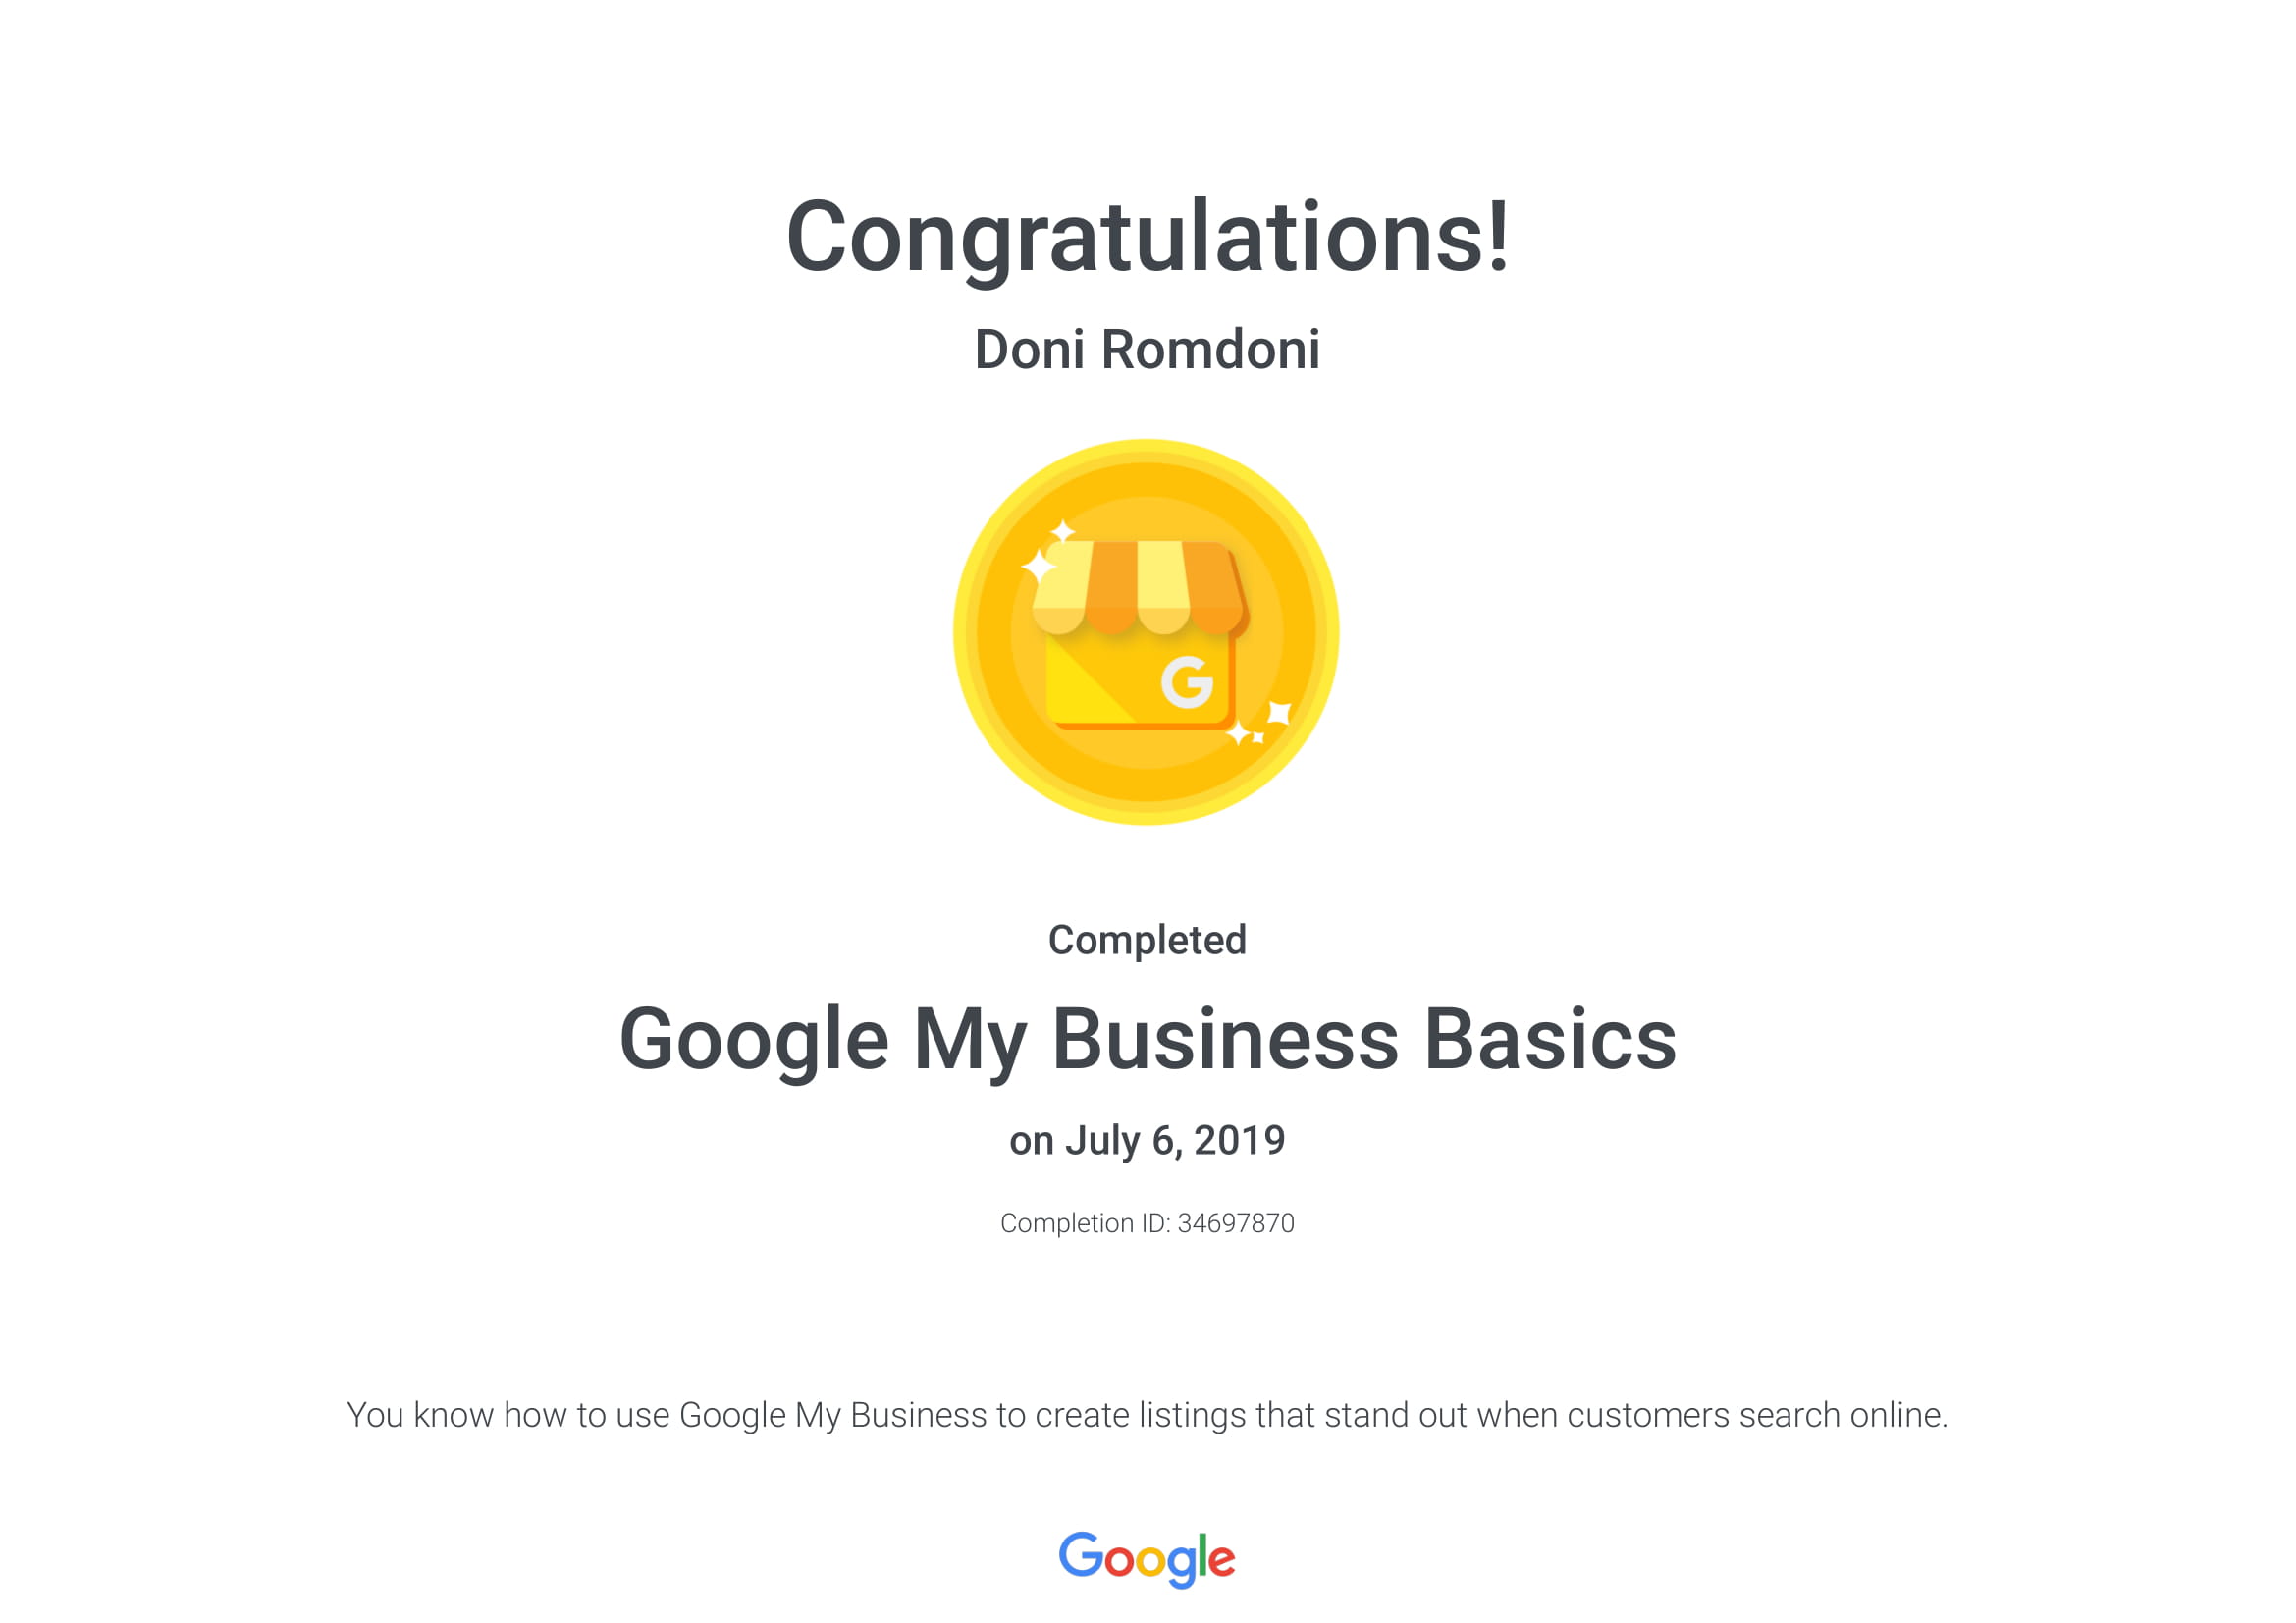 Congratulations!
Doni Romdoni
G
Completed
Google My Business Basics
on July 6, 2019
Completion ID: 34697870
You know how to use Google My Business to create listings that stand out when customers search online.
Google